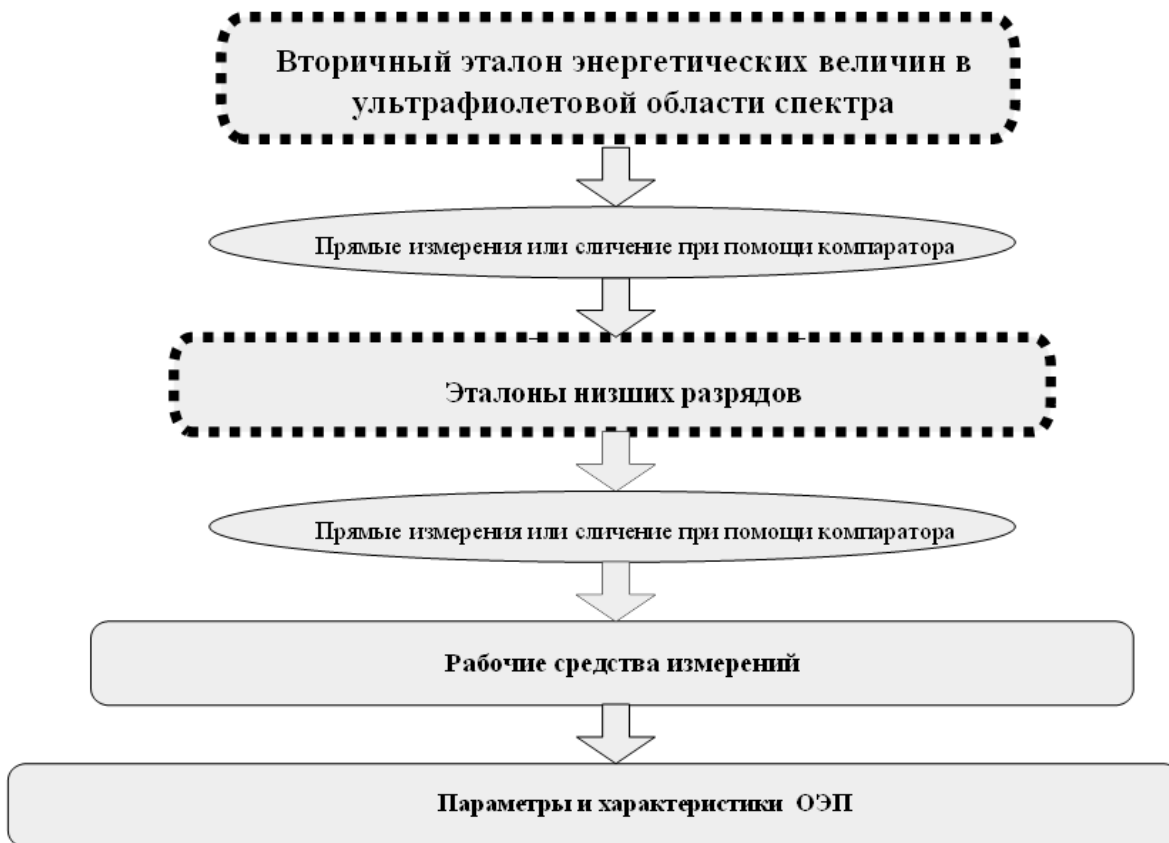 Вторичный эталон энергетических величин в
ультрафиолетовой области спектра
Прямые измерения или сличение при помощи компаратора
Эталоны низших разрядов
Прямые измерения или сличение при помощи компаратора
Рабочие средства измерений
Параметры и характеристики ОЭП